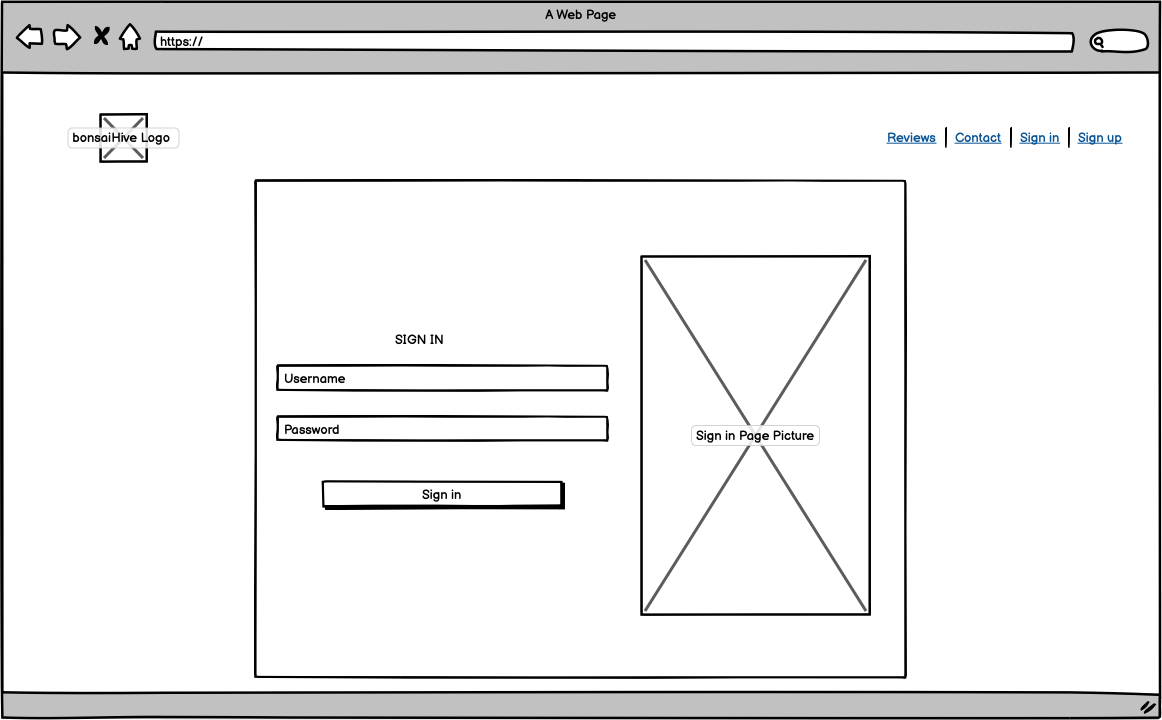 A Web Page
https://
bonsaiHive Logo
Reviews | Contact | Sign in | Sign up
SIGN IN
Username
Password
Sign in Page Picture
Sign in